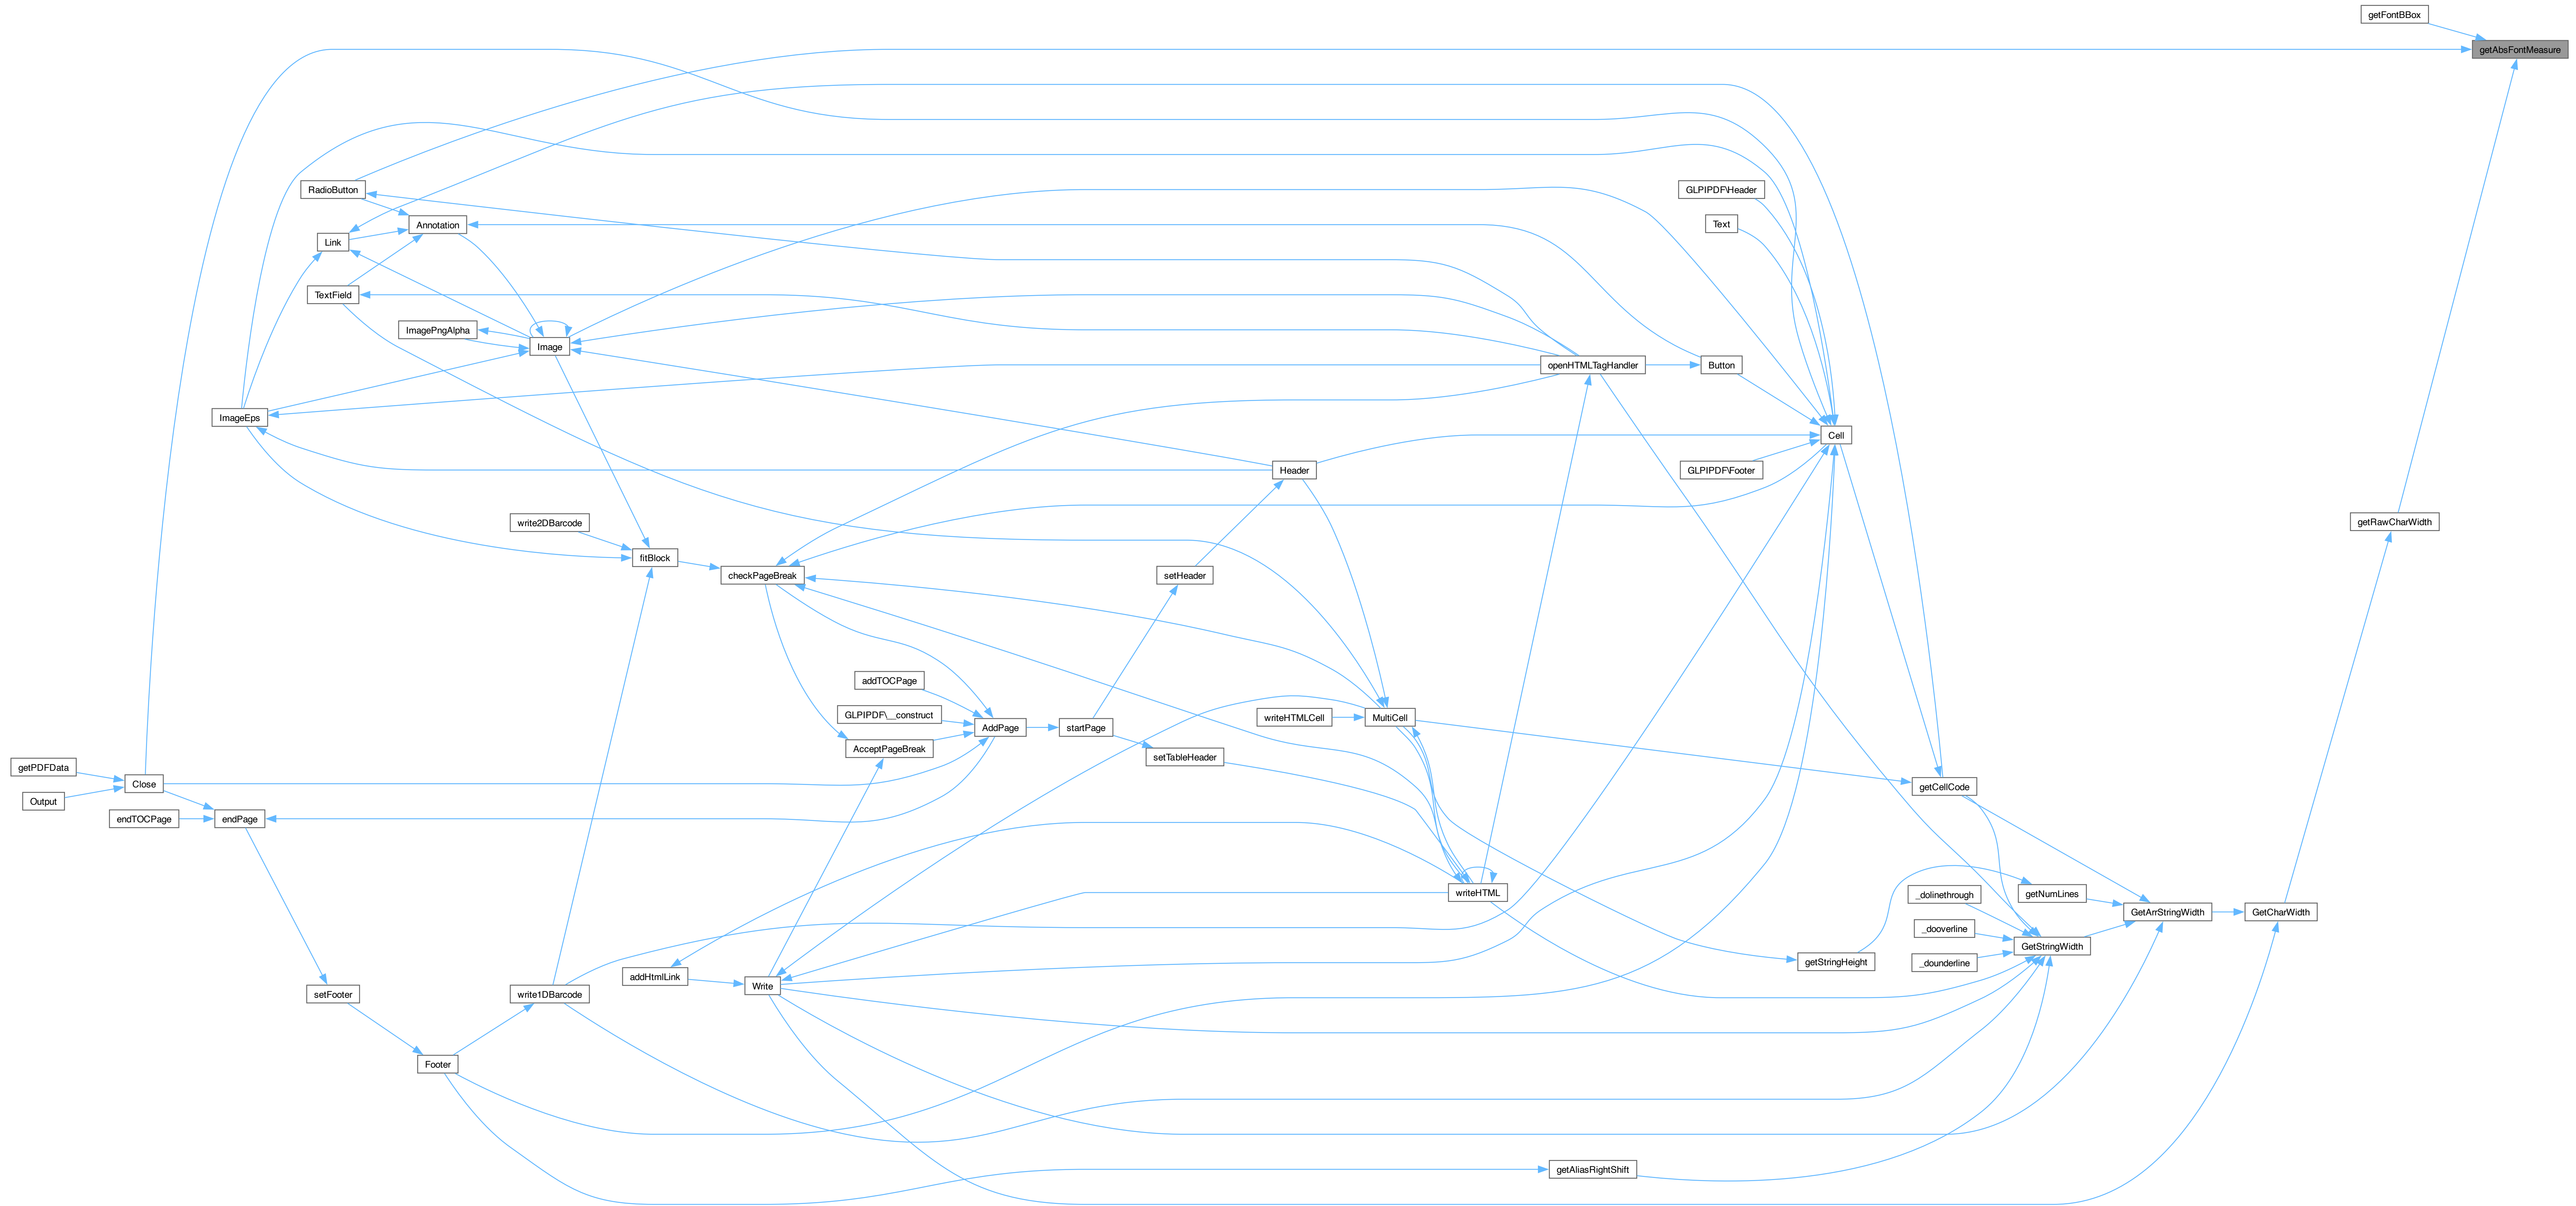 getFontBBox
getAbsFontMeasure
RadioButton
GLPIPDF\Header
Annotation
Text
Link
TextField
ImagePngAlpha
Image
openHTMLTagHandler
Button
ImageEps
Cell
Header
GLPIPDF\Footer
write2DBarcode
getRawCharWidth
fitBlock
checkPageBreak
setHeader
addTOCPage
GLPIPDF\__construct
AddPage
startPage
writeHTMLCell
MultiCell
AcceptPageBreak
setTableHeader
getPDFData
Close
getCellCode
Output
endTOCPage
endPage
writeHTML
_dolinethrough
getNumLines
GetArrStringWidth
GetCharWidth
_dooverline
GetStringWidth
_dounderline
getStringHeight
addHtmlLink
Write
setFooter
write1DBarcode
Footer
getAliasRightShift